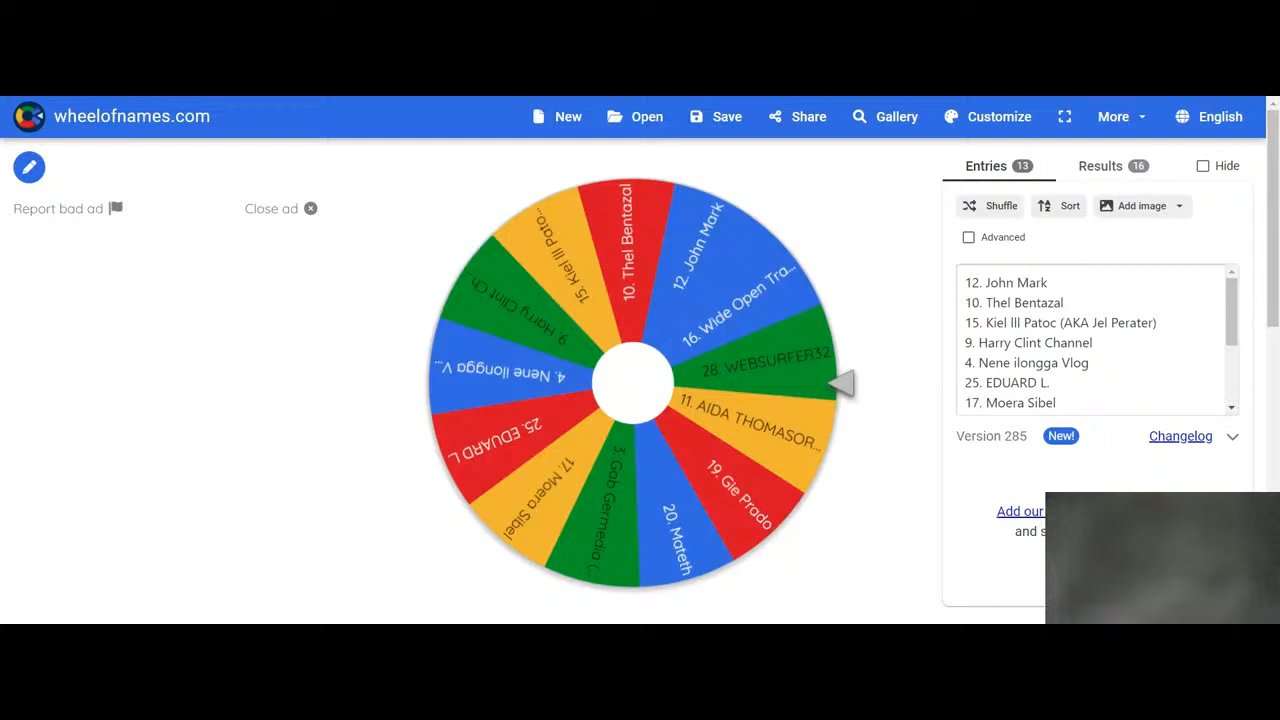 wheelofnames.com
New
Open
Save
Share
Gallery
Customize
More
English
Report bad ad
Close ad
Entries 13
Results 16
Hide
Shuffle
Sort
Add image
Advanced
12. John Mark
10. Thel Bentazal
15. Kiel lll Patoc (AKA Jel Perater)
9. Harry Clint Channel
4. Nene ilongga Vlog
25. EDUARD L.
17. Moera Sibel
Version 285
New!
Changelog
Add our
and s
10. Thel Bentazal
12. John Mark
16. Wide Open Tra...
28. WEBSURFER32
11. AIDA THOMASOR...
19. Gie Prado
20. Mateth
3. Gab Germedia (...
17. Moera Sibel
25. EDUARD L
4. Nene Ilongga V...
9. Harry Clint Ch...
15. Kiel lll Pato...